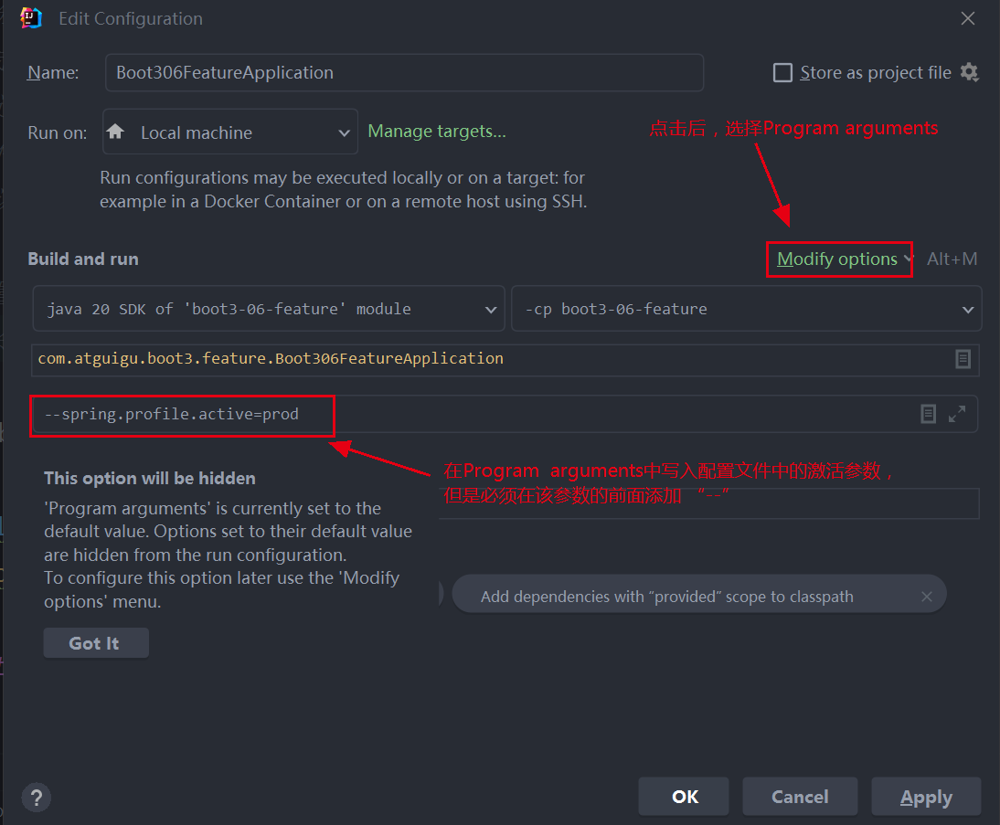 Edit Configuration
Name:
Boot306FeatureApplication
Store as project file
Run on:
Local machine
Manage targets...
点击后，选择Program arguments
Run configurations may be executed locally or on a target: for
example in a Docker Container or on a remote host using SSH.
Build and run
Modify options
Alt+M
java 20 SDK of 'boot3-06-feature' module
-cp boot3-06-feature
com.atguigu.boot3.feature.Boot306FeatureApplication
--spring.profile.active=prod
在Program arguments中写入配置文件中的激活参数，
但是必须在该参数的前面添加 “--”
This option will be hidden
'Program arguments' is currently set to the
default value. Options set to their default value
are hidden from the run configuration.
To configure this option later use the 'Modify
options' menu.
Add dependencies with “provided” scope to classpath
Got It
?
OK
Cancel
Apply